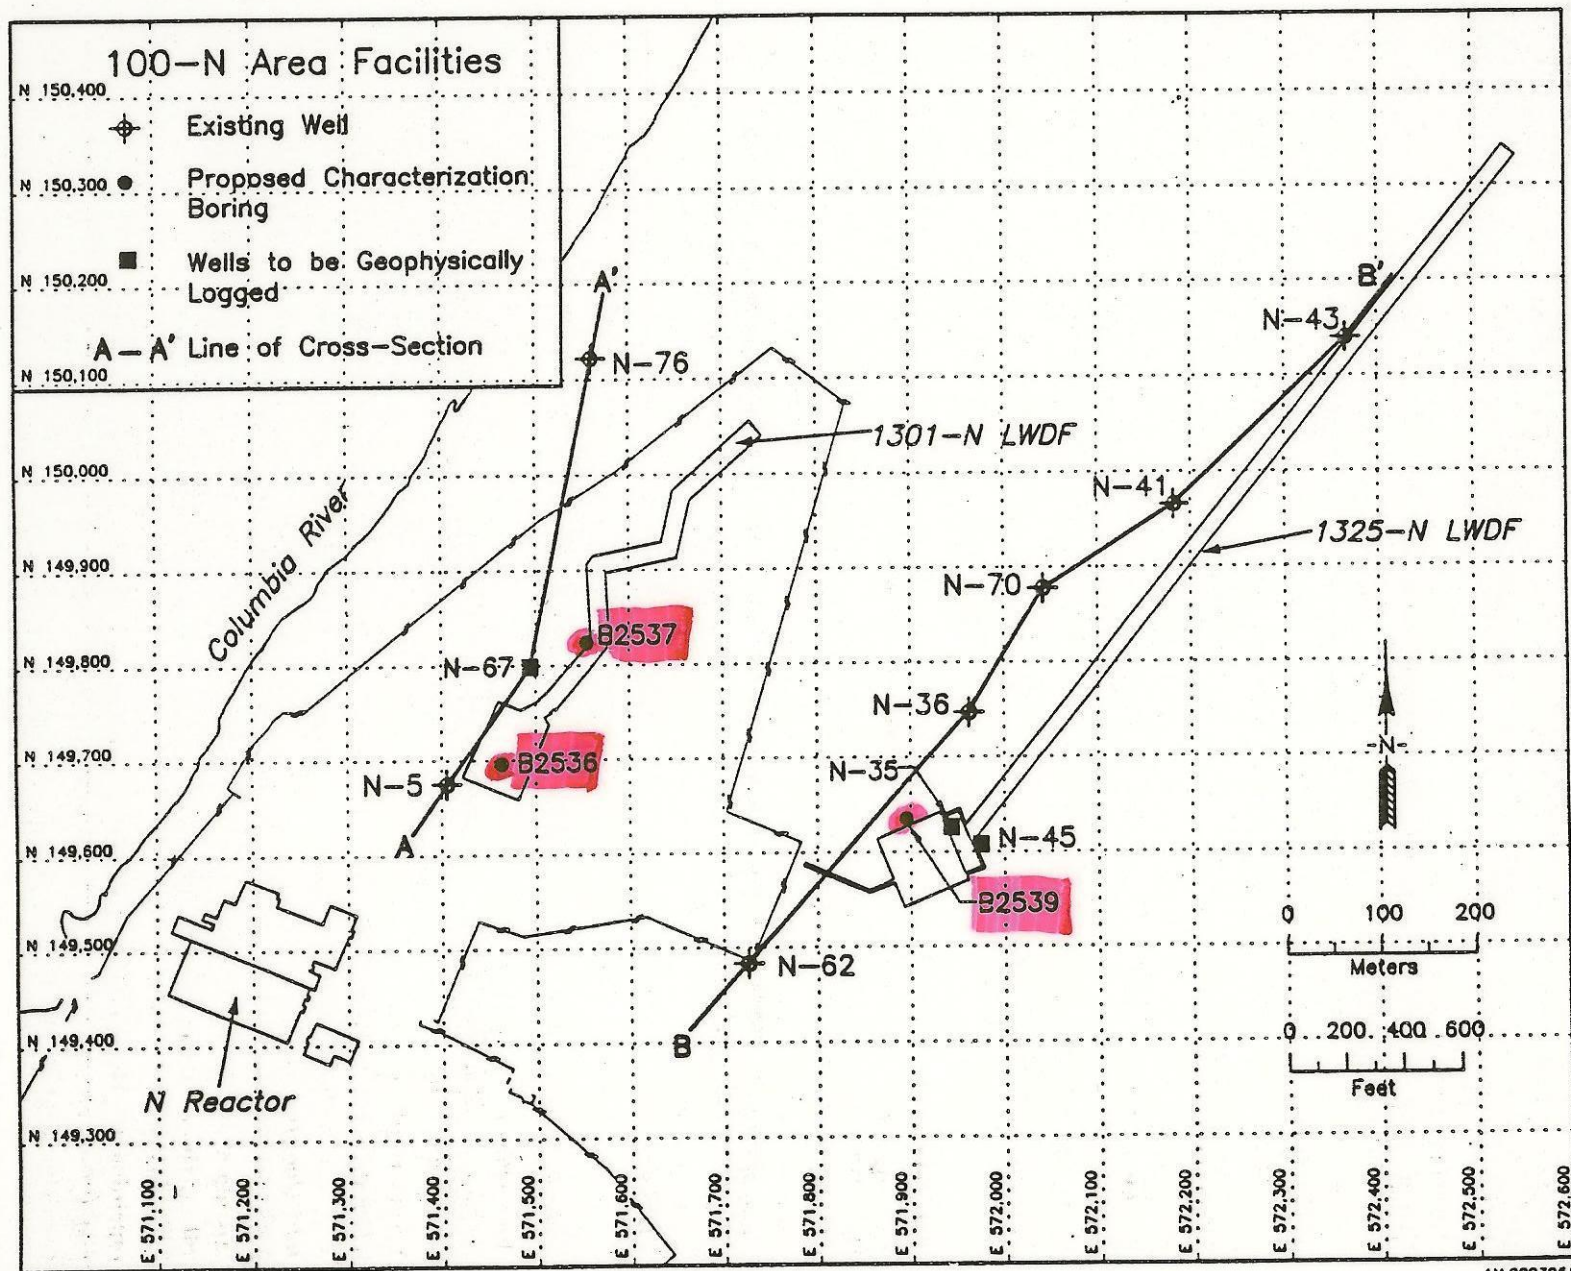 100-N Area Facilities
Existing Well
Proposed Characterization
Boring
Wells to be Geophysically
Logged
A-A' Line of Cross-Section
N 150,400
N 150,300
N 150,200
N 150,100
N 150,000
N 149,900
N 149,800
N 149,700
N 149,600
N 149,500
N 149,400
N 149,300
A'
N-76
B'
N-43
1301-N LWDF
N-41
1325-N LWDF
Columbia River
N-70
B2537
N-67
N-36
-N-
B2536
N-35
N-5
N-45
A
B2539
0 100 200
Meters
N-62
0 200 400 600
Feet
B
N Reactor
E 571,100
E 571,200
E 571,300
E 571,400
E 571,500
E 571,600
E 571,700
E 571,800
E 571,900
E 572,000
E 572,100
E 572,200
E 572,300
E 572,400
E 572,500
E 572,600